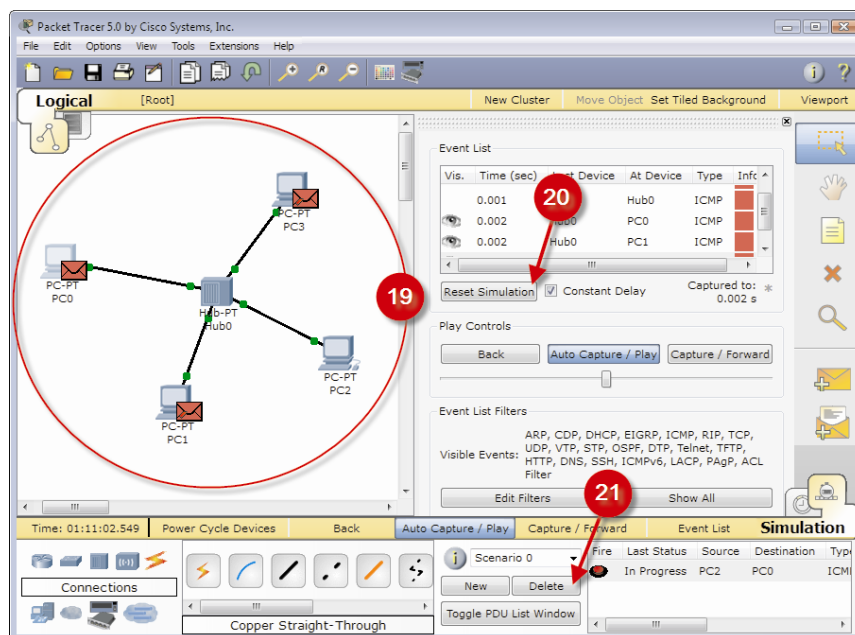 Packet Tracer 5.0 by Cisco Systems, Inc.
File Edit Options View Tools Extensions Help
Logical [Root] New Cluster Move Object Set Tiled Background Viewport
PC-PT
PC3
PC-PT
PC0
Hub-PT
Hub0
PC-PT
PC2
PC-PT
PC1
19
Event List
Vis. Time (sec) Last Device At Device Type Info
0.001 Hub0 ICMP
0.002 Hub0 PC0 ICMP
0.002 Hub0 PC1 ICMP
20
Reset Simulation Constant Delay Captured to: *
0.002 s
Play Controls
Back Auto Capture / Play Capture / Forward
Event List Filters
Visible Events: ARP, CDP, DHCP, EIGRP, ICMP, RIP, TCP,
UDP, VTP, STP, OSPF, DTP, Telnet, TFTP,
HTTP, DNS, SSH, ICMPv6, LACP, PAgP, ACL
Filter
Edit Filters Show All
21
Time: 01:11:02.549 Power Cycle Devices Back Auto Capture / Play Capture / Forward Event List Simulation
Connections
Copper Straight-Through
Scenario 0
New Delete
Toggle PDU List Window
Fire Last Status Source Destination Type
In Progress PC2 PC0 ICMP